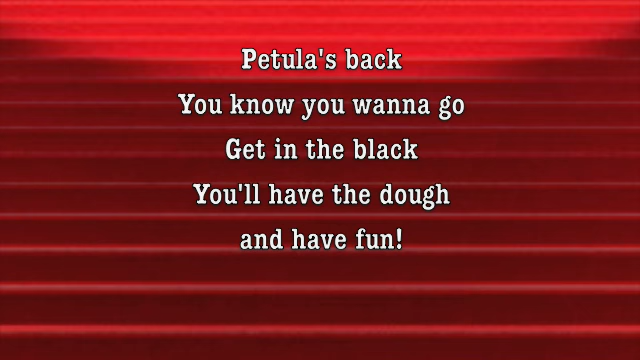 Petula's back
You know you wanna go
Get in the black
You'll have the dough
and have fun!